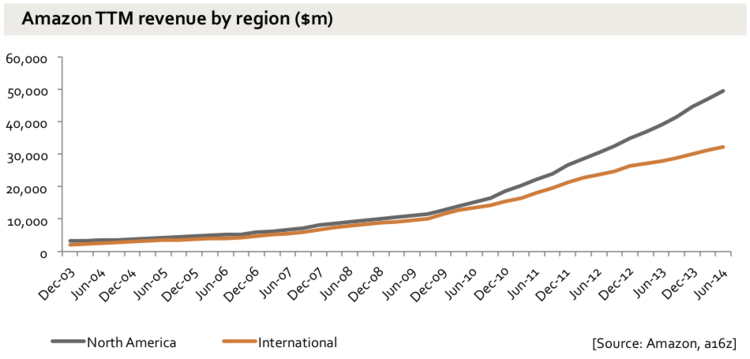 Amazon TTM revenue by region ($m)
60,000
50,000
40,000
30,000
20,000
10,000
0
Dec-03
Jun-04
Dec-04
Jun-05
Dec-05
Jun-06
Dec-06
Jun-07
Dec-07
Jun-08
Dec-08
Jun-09
Dec-09
Jun-10
Dec-10
Jun-11
Dec-11
Jun-12
Dec-12
Jun-13
Dec-13
Jun-14
North America
International
[Source: Amazon, a16z]